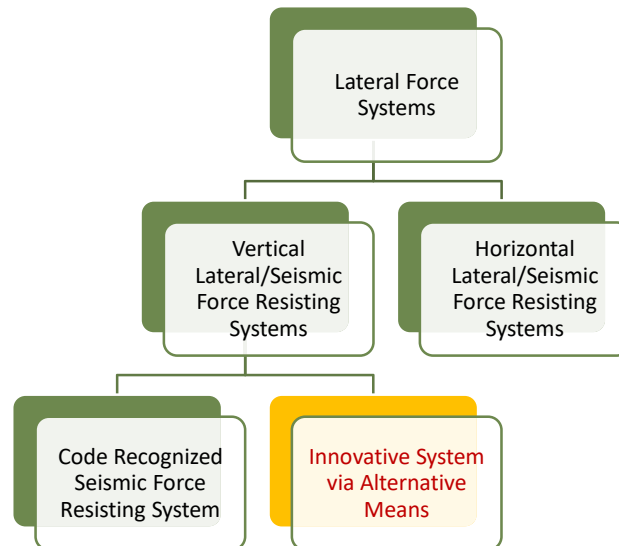 Lateral Force
Systems
Vertical
Lateral/Seismic
Force Resisting
Systems
Horizontal
Lateral/Seismic
Force Resisting
Systems
Code Recognized
Seismic Force
Resisting System
Innovative System
via Alternative
Means